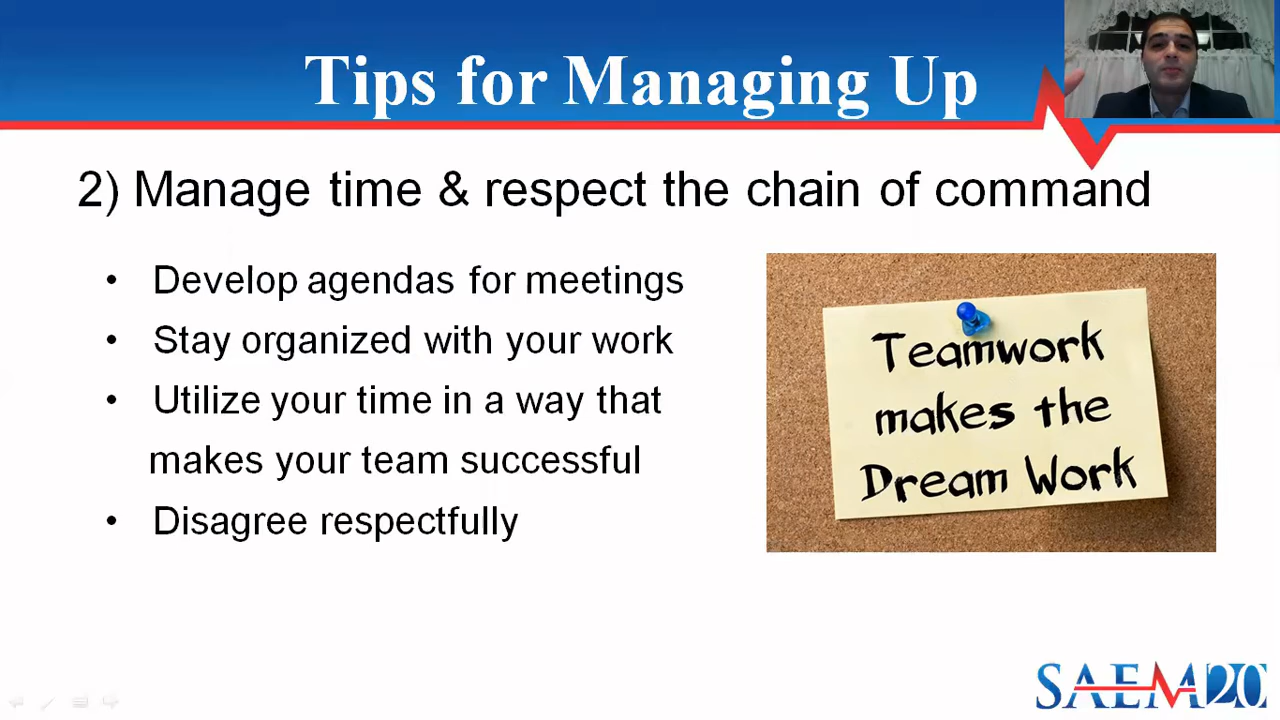 Tips for Managing Up
2) Manage time & respect the chain of command
• Develop agendas for meetings
• Stay organized with your work
• Utilize your time in a way that
makes your team successful
• Disagree respectfully
Teamwork
makes the
Dream Work
SAEM20